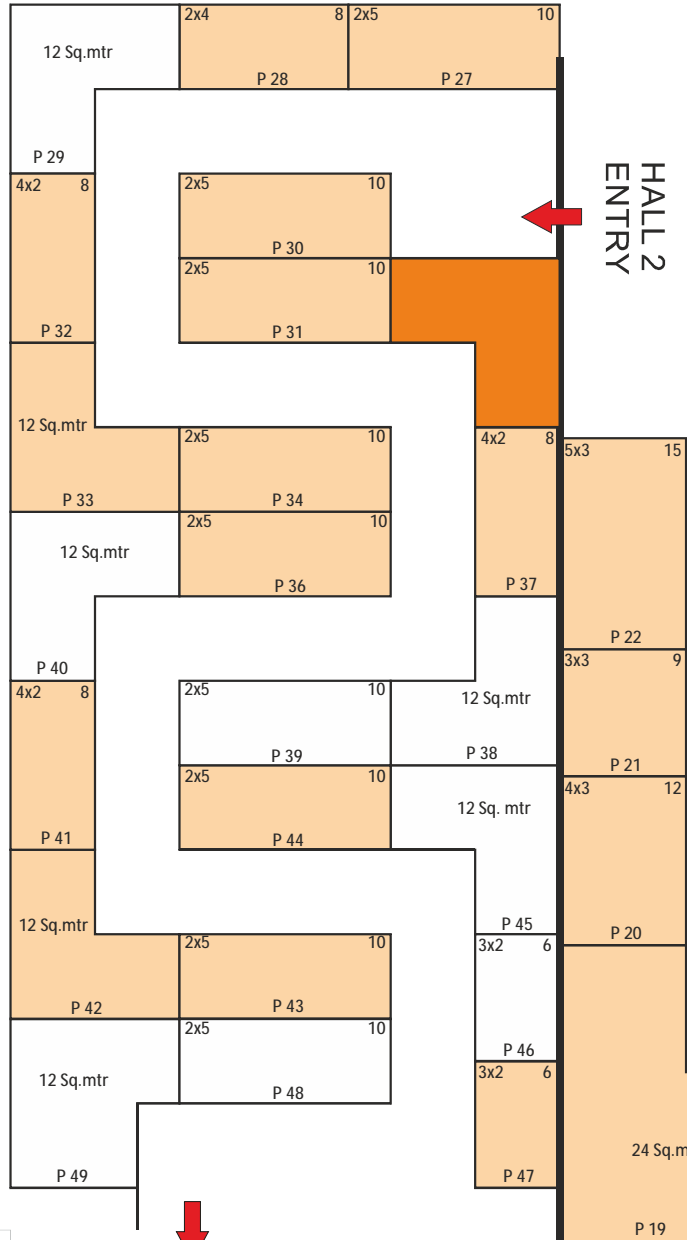 2x4 8
P 28
2x5 10
P 27
12 Sq.mtr
P 29
HALL 2
ENTRY
4x2 8
P 32
2x5 10
P 30
2x5 10
P 31
12 Sq.mtr
P 33
2x5 10
P 34
4x2 8
P 37
5x3 15
P 22
12 Sq.mtr
P 40
2x5 10
P 36
3x3 9
P 21
4x2 8
P 41
2x5 10
P 39
12 Sq.mtr
P 38
2x5 10
P 44
12 Sq. mtr
P 45
4x3 12
P 20
12 Sq.mtr
P 42
2x5 10
P 43
3x2 6
P 46
12 Sq.mtr
P 49
2x5 10
P 48
3x2 6
P 47
24 Sq.m
P 19